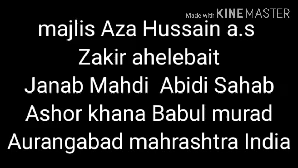 Made with KINEMASTER
majlis Aza Hussain a.s
Zakir ahelebait
Janab Mahdi Abidi Sahab
Ashor khana Babul murad
Aurangabad mahrashtra India